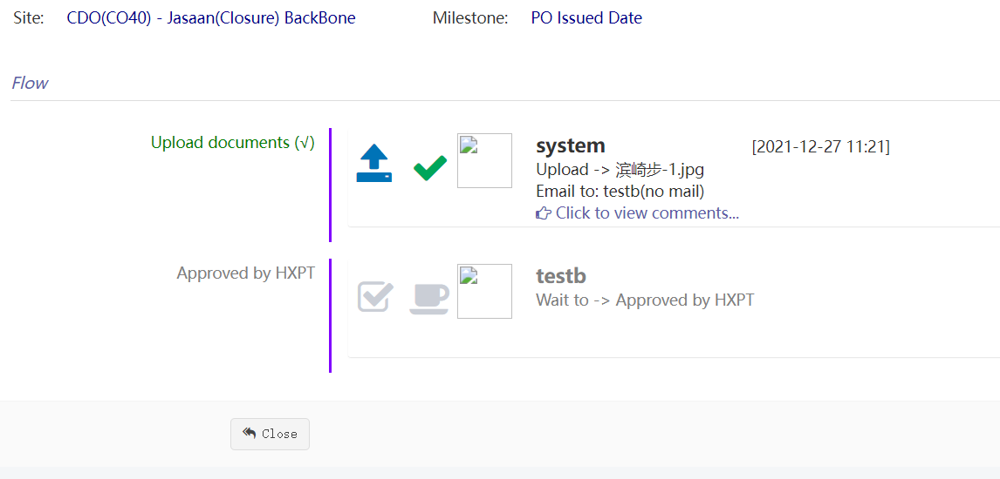 Site: CDO(CO40) - Jasaan(Closure) BackBone Milestone: PO Issued Date
Flow
Upload documents (√)
system [2021-12-27 11:21]
Upload -> 滨崎步-1.jpg
Email to: testb(no mail)
Click to view comments...
Approved by HXPT
testb
Wait to -> Approved by HXPT
Close